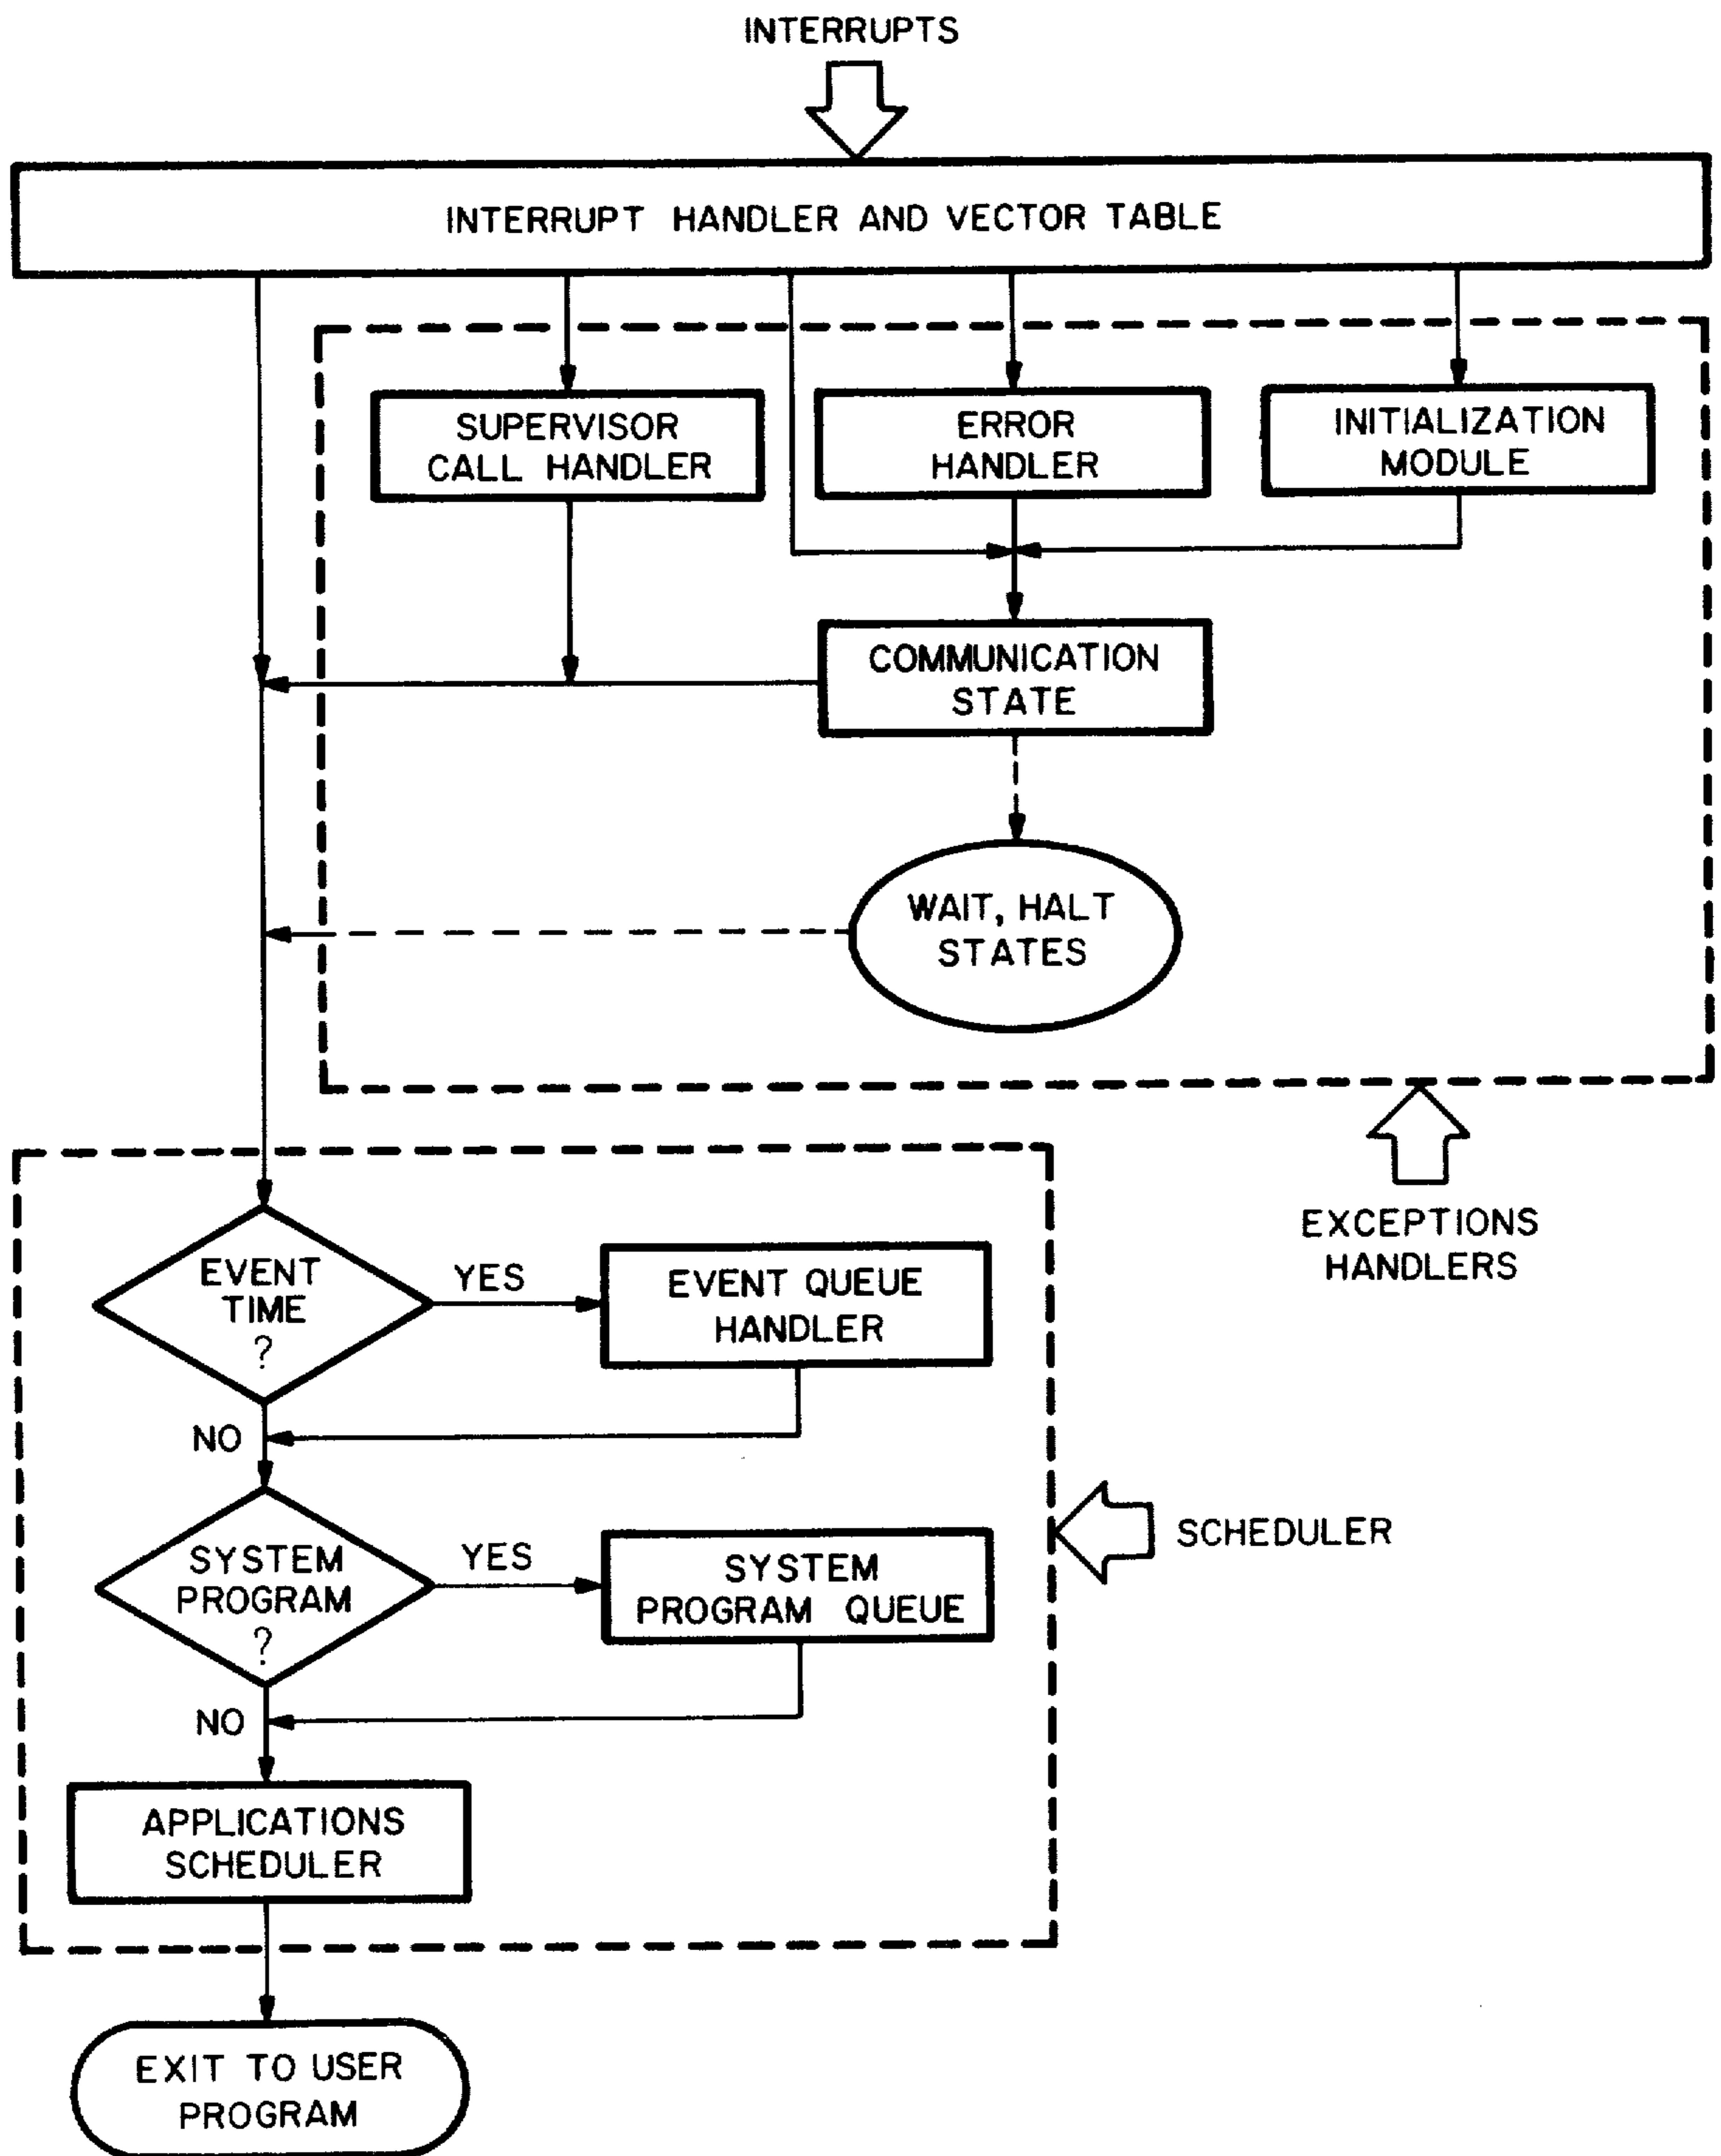 INTERRUPTS
INTERRUPT HANDLER AND VECTOR TABLE
SUPERVISOR
CALL HANDLER
ERROR
HANDLER
INITIALIZATION
MODULE
COMMUNICATION
STATE
WAIT, HALT
STATES
EXCEPTIONS
HANDLERS
EVENT
TIME
?
YES
EVENT QUEUE
HANDLER
NO
SYSTEM
PROGRAM
?
YES
SYSTEM
PROGRAM QUEUE
SCHEDULER
NO
APPLICATIONS
SCHEDULER
EXIT TO USER
PROGRAM